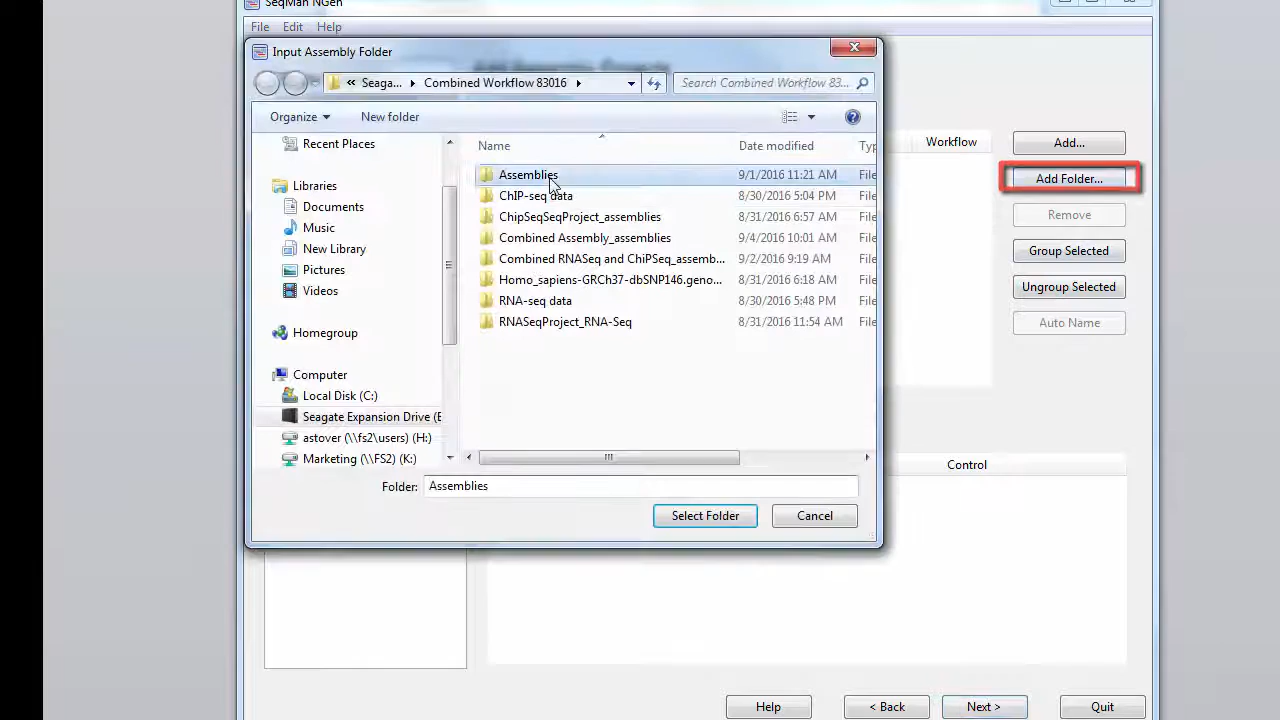 SeqMan NGen
File Edit Help
Input Assembly Folder
« Seaga... Combined Workflow 83016
Search Combined Workflow 83...
Organize New folder
Recent Places
Libraries
Documents
Music
New Library
Pictures
Videos
Homegroup
Computer
Local Disk (C:)
Seagate Expansion Drive (E
astover (\\fs2\users) (H:)
Marketing (\\FS2) (K:)
Name Date modified Typ
Assemblies 9/1/2016 11:21 AM File
ChIP-seq data 8/30/2016 5:04 PM File
ChipSeqSeqProject_assemblies 8/31/2016 6:57 AM File
Combined Assembly_assemblies 9/4/2016 10:01 AM File
Combined RNASeq and ChiPSeq_assemb... 9/2/2016 9:19 AM File
Homo_sapiens-GRCh37-dbSNP146.geno... 8/31/2016 6:18 AM File
RNA-seq data 8/30/2016 5:48 PM File
RNASeqProject_RNA-Seq 8/31/2016 11:54 AM File
Folder: Assemblies
Select Folder Cancel
Workflow
Add...
Add Folder...
Remove
Group Selected
Ungroup Selected
Auto Name
Control
Help < Back Next > Quit